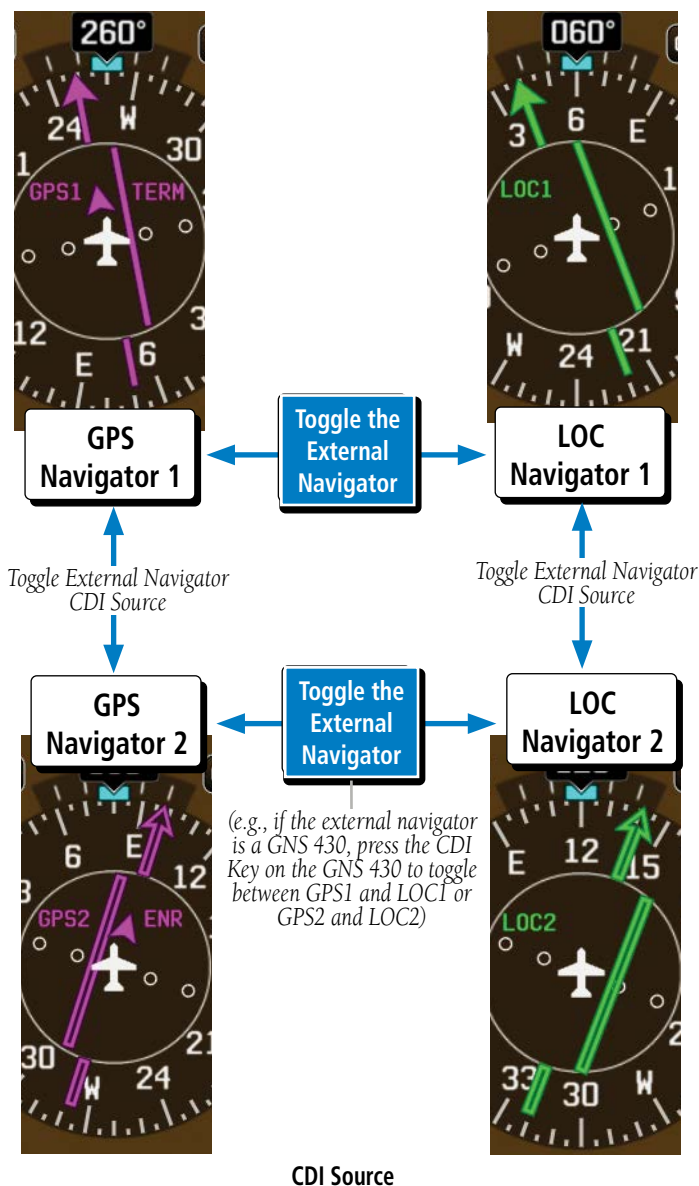 260°
24
W
30
1
GPS1
TERM
12
3
E
6
060°
3
6
E
1
LOC1
W
24
21
GPS
Navigator 1
Toggle the
External
Navigator
LOC
Navigator 1
Toggle External Navigator
CDI Source
Toggle External Navigator
CDI Source
GPS
Navigator 2
Toggle the
External
Navigator
LOC
Navigator 2
(e.g., if the external navigator
is a GNS 430, press the CDI
Key on the GNS 430 to toggle
between GPS1 and LOC1 or
GPS2 and LOC2)
6
E
12
3
GPS2
ENR
30
21
W
24
E
12
15
LOC2
2
33
30
W
CDI Source